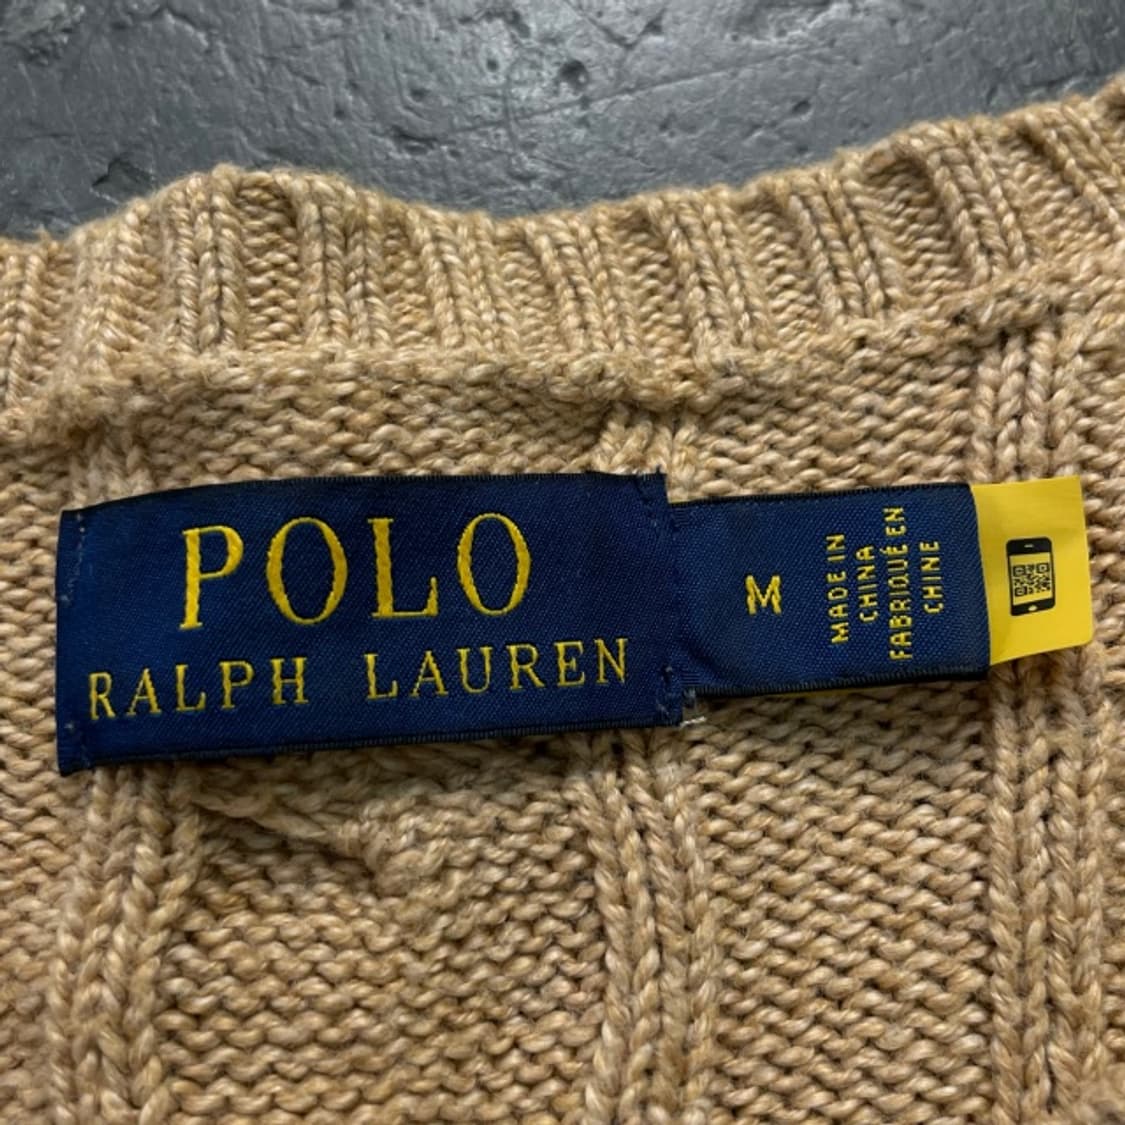 POLO
RALPH LAUREN
M
MADE IN
CHINA
FABRIQUÉ EN
CHINE